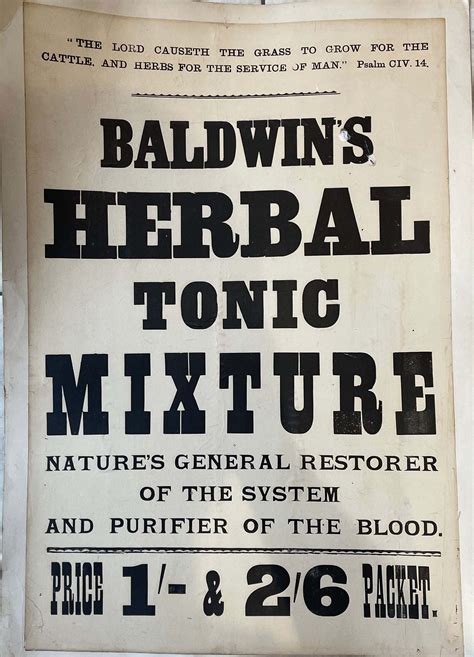 "THE LORD CAUSETH THE GRASS TO GROW FOR THE
CATTLE, AND HERBS FOR THE SERVICE OF MAN." Psalm CIV. 14.
BALDWIN'S
HERBAL
TONIC
MIXTURE
NATURE'S GENERAL RESTORER
OF THE SYSTEM
AND PURIFIER OF THE BLOOD.
PRICE 1/- & 2/6 PACKET.